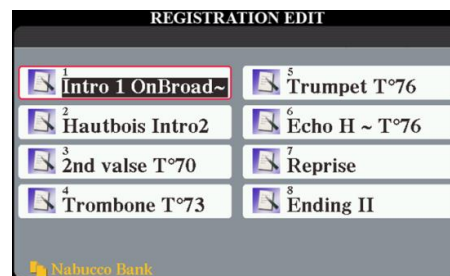 REGISTRATION EDIT
1
Intro 1 OnBroad~
2
Hautbois Intro2
3
2nd valse T°70
4
Trombone T°73
5
Trumpet T°76
6
Echo H ~ T°76
7
Reprise
8
Ending II
Nabucco Bank